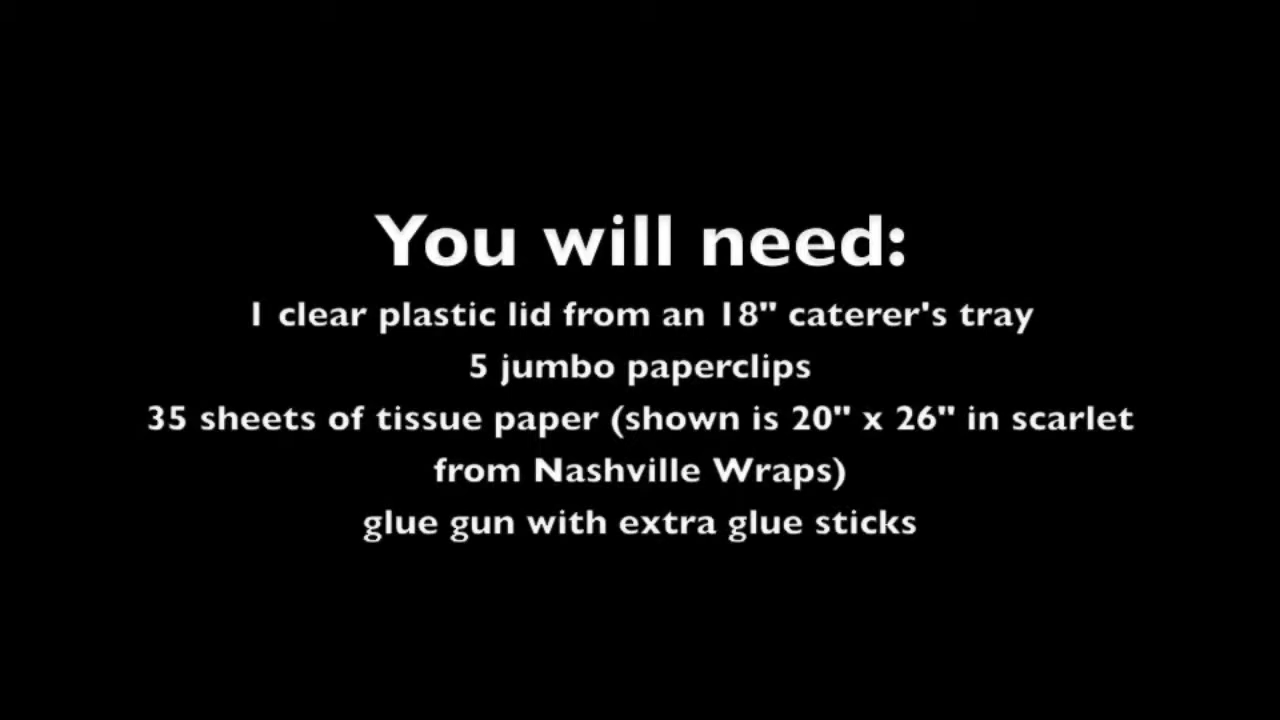 You will need:
1 clear plastic lid from an 18" caterer's tray
5 jumbo paperclips
35 sheets of tissue paper (shown is 20" x 26" in scarlet
from Nashville Wraps)
glue gun with extra glue sticks